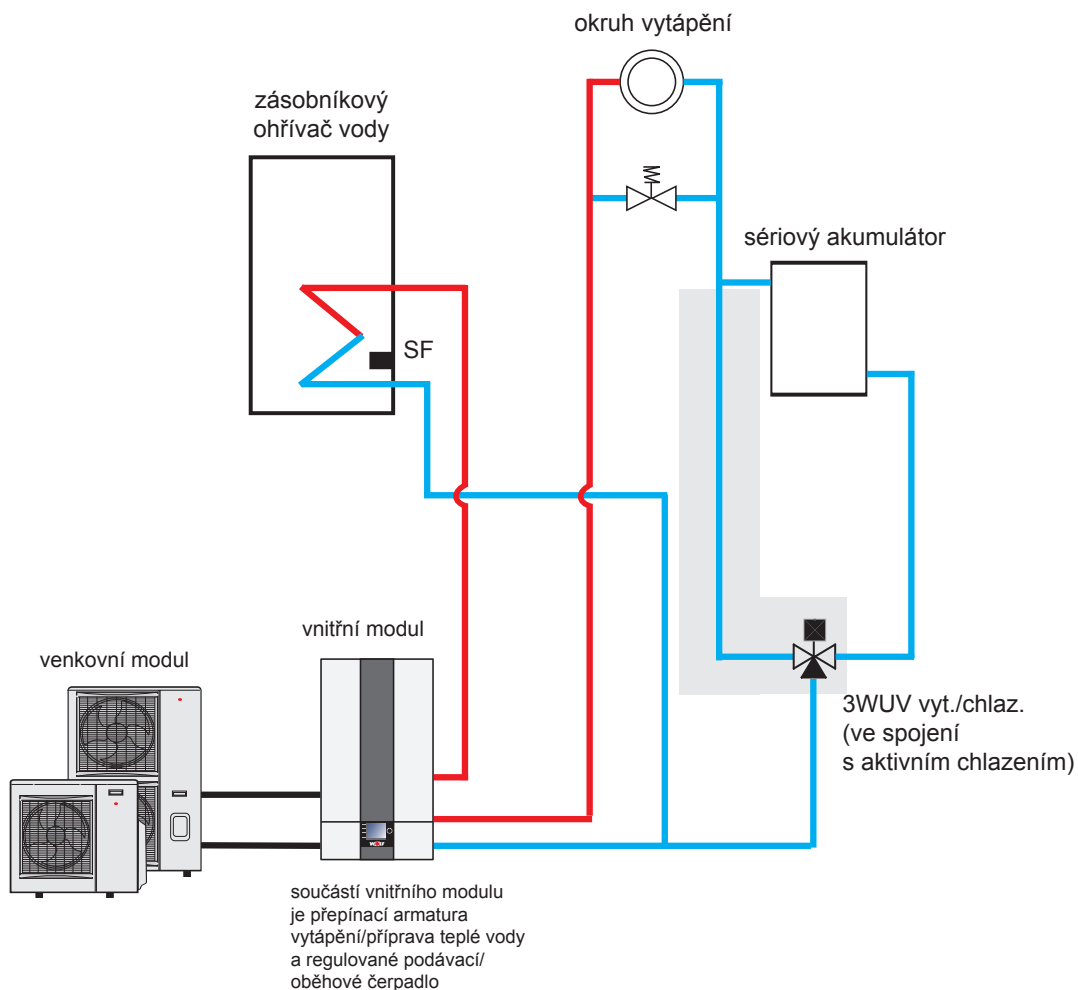 okruh vytápění
zásobníkový
ohřívač vody
sériový akumulátor
SF
vnitřní modul
venkovní modul
3WUV vyt./chlaz.
(ve spojení
s aktivním chlazením)
WOLF
součástí vnitřního modulu
je přepínací armatura
vytápění/příprava teplé vody
a regulované podávací/
oběhové čerpadlo